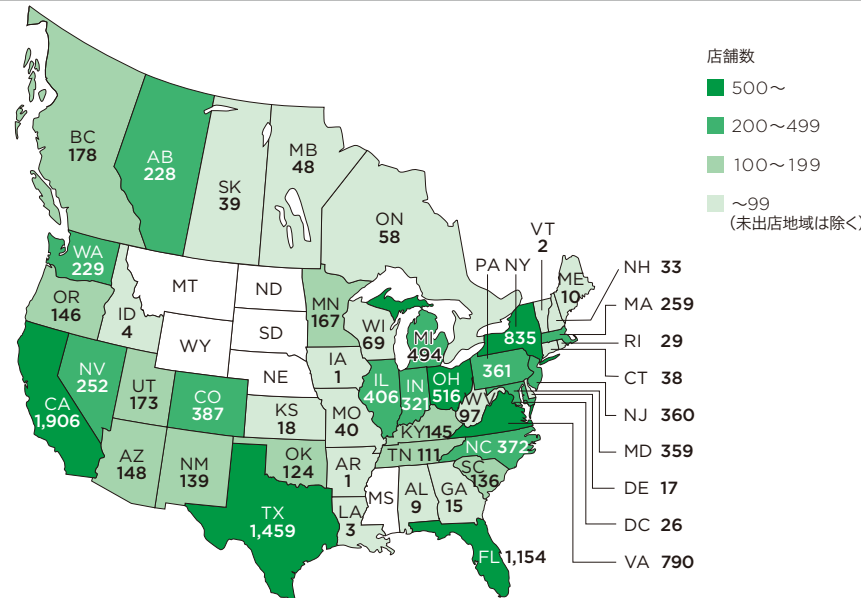 店舗数
500～
200～499
100～199
～99
(未出店地域は除く)
BC
178
AB
228
SK
39
MB
48
ON
58
VT
2
PA NY
ME
10
NH 33
MA 259
RI 29
CT 38
NJ 360
MD 359
DE 17
DC 26
VA 790
WA
229
MT
ND
MN
167
OR
146
ID
4
WY
SD
WI
69
MI
494
835
361
NV
252
UT
173
CO
387
NE
IA
1
IL
406
IN
321
OH
516
WV
97
CA
1,906
KS
18
MO
40
KY145
AZ
148
NM
139
OK
124
AR
1
TN 111
NC 372
SC
136
TX
1,459
LA
3
MS
AL
9
GA
15
FL 1,154